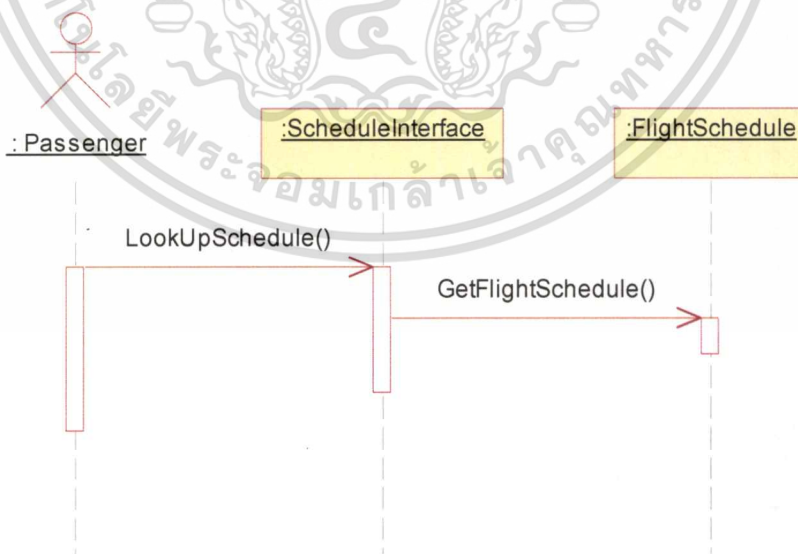 : Passenger
:ScheduleInterface
:FlightSchedule
LookUpSchedule()
GetFlightSchedule()